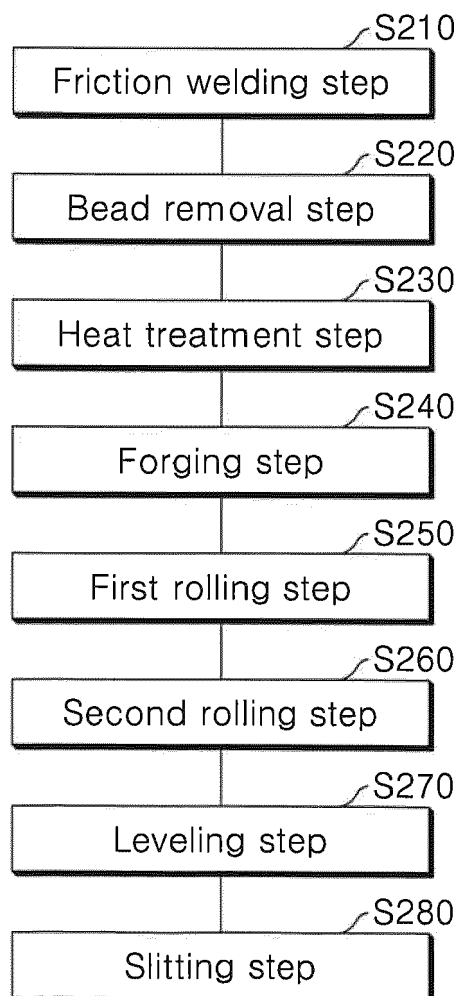 S210
Friction welding step
S220
Bead removal step
S230
Heat treatment step
S240
Forging step
S250
First rolling step
S260
Second rolling step
S270
Leveling step
S280
Slitting step